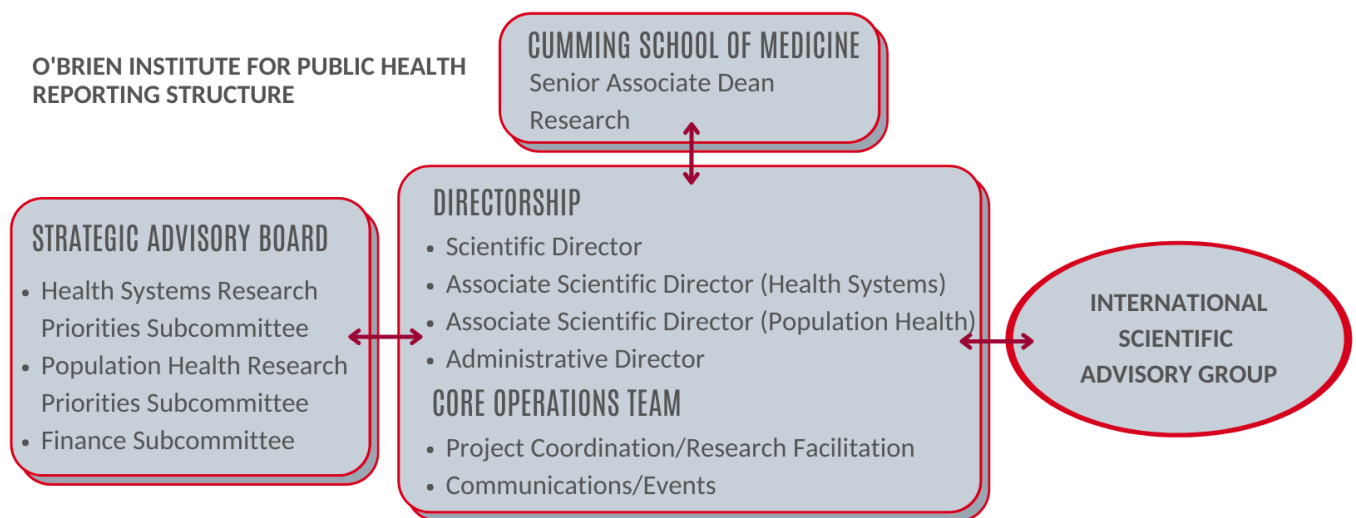 O'BRIEN INSTITUTE FOR PUBLIC HEALTH
REPORTING STRUCTURE
CUMMING SCHOOL OF MEDICINE
Senior Associate Dean
Research
STRATEGIC ADVISORY BOARD
• Health Systems Research
Priorities Subcommittee
• Population Health Research
Priorities Subcommittee
• Finance Subcommittee
DIRECTORSHIP
• Scientific Director
• Associate Scientific Director (Health Systems)
• Associate Scientific Director (Population Health)
• Administrative Director
CORE OPERATIONS TEAM
• Project Coordination/Research Facilitation
• Communications/Events
INTERNATIONAL
SCIENTIFIC
ADVISORY GROUP